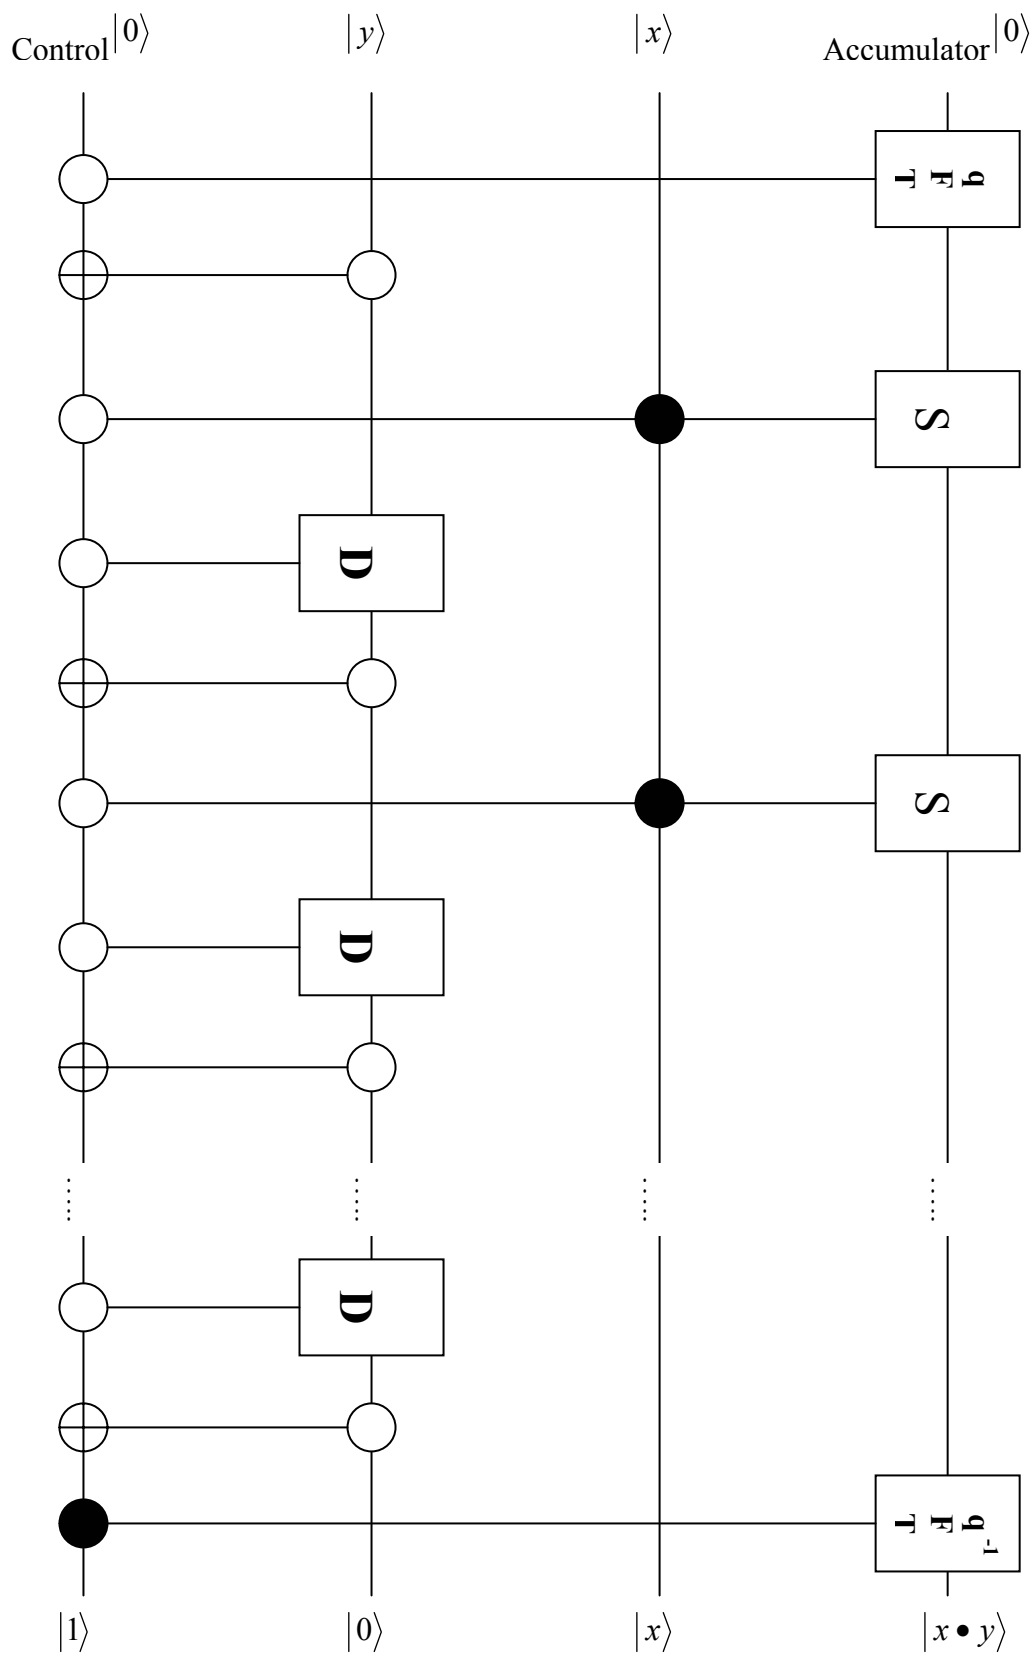 Control |0⟩ |y⟩ |x⟩ Accumulator |0⟩
qFT
S
D
S
D
……
D
qFT⁻¹
|1⟩ |0⟩ |x⟩ |x • y⟩